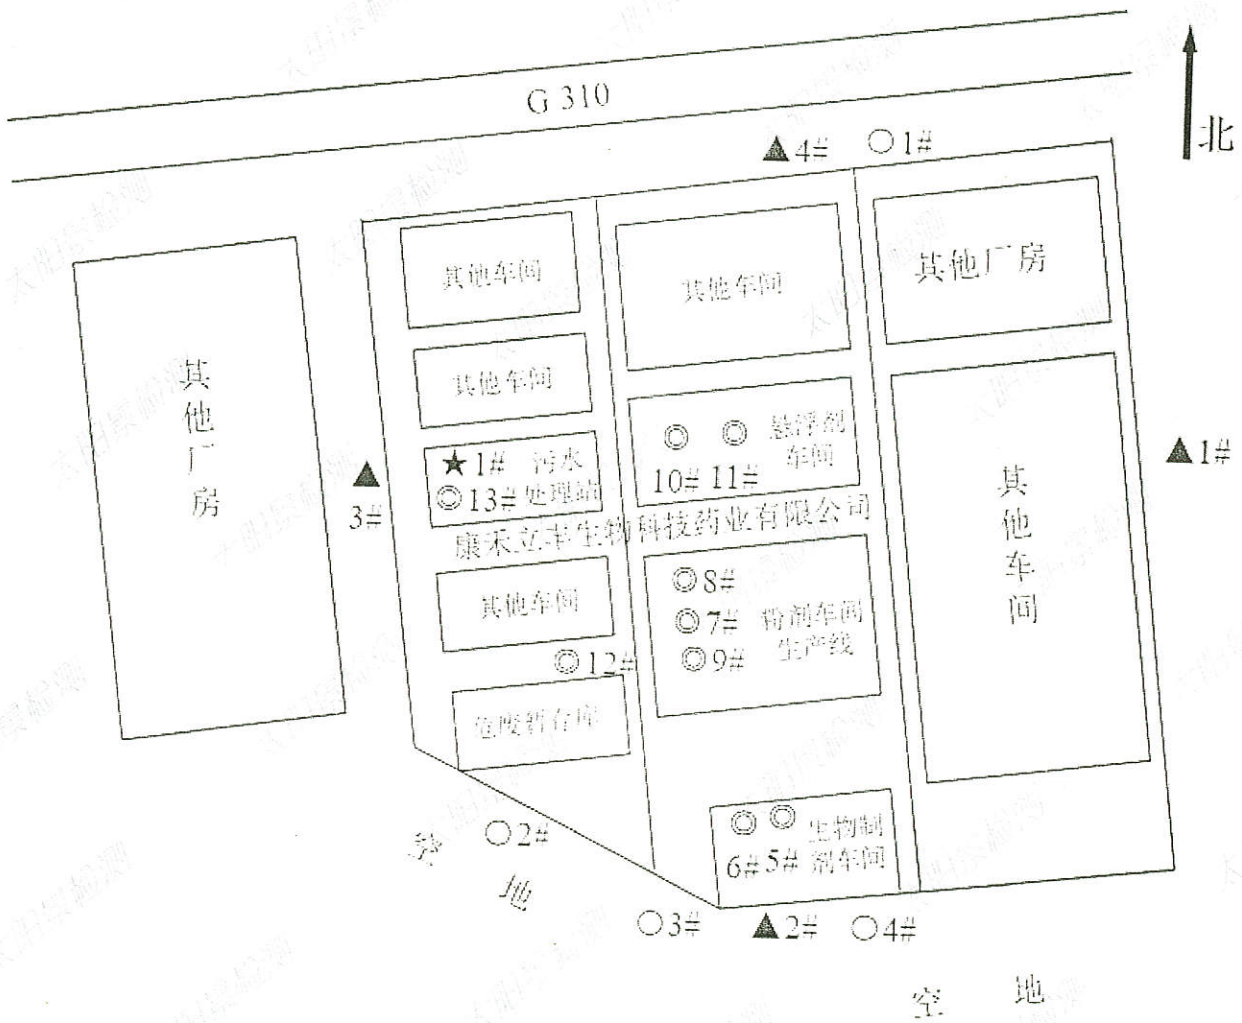 G 310
北
▲4# ○1#
其他车间
其他车间
其他厂房
其他厂房
其他车间
★1# 污水
◎13# 处理站
◎ ◎ 悬浮剂
10# 11# 车间
▲1#
▲
3#
其他车间
康禾立丰生物科技药业有限公司
其他车间
◎8#
◎7# 粉剂车间
◎9# 生产线
◎12#
危废暂存库
◎ ◎ 生物制
6# 5# 剂车间
○2#
空地
○3# ▲2# ○4#
空 地